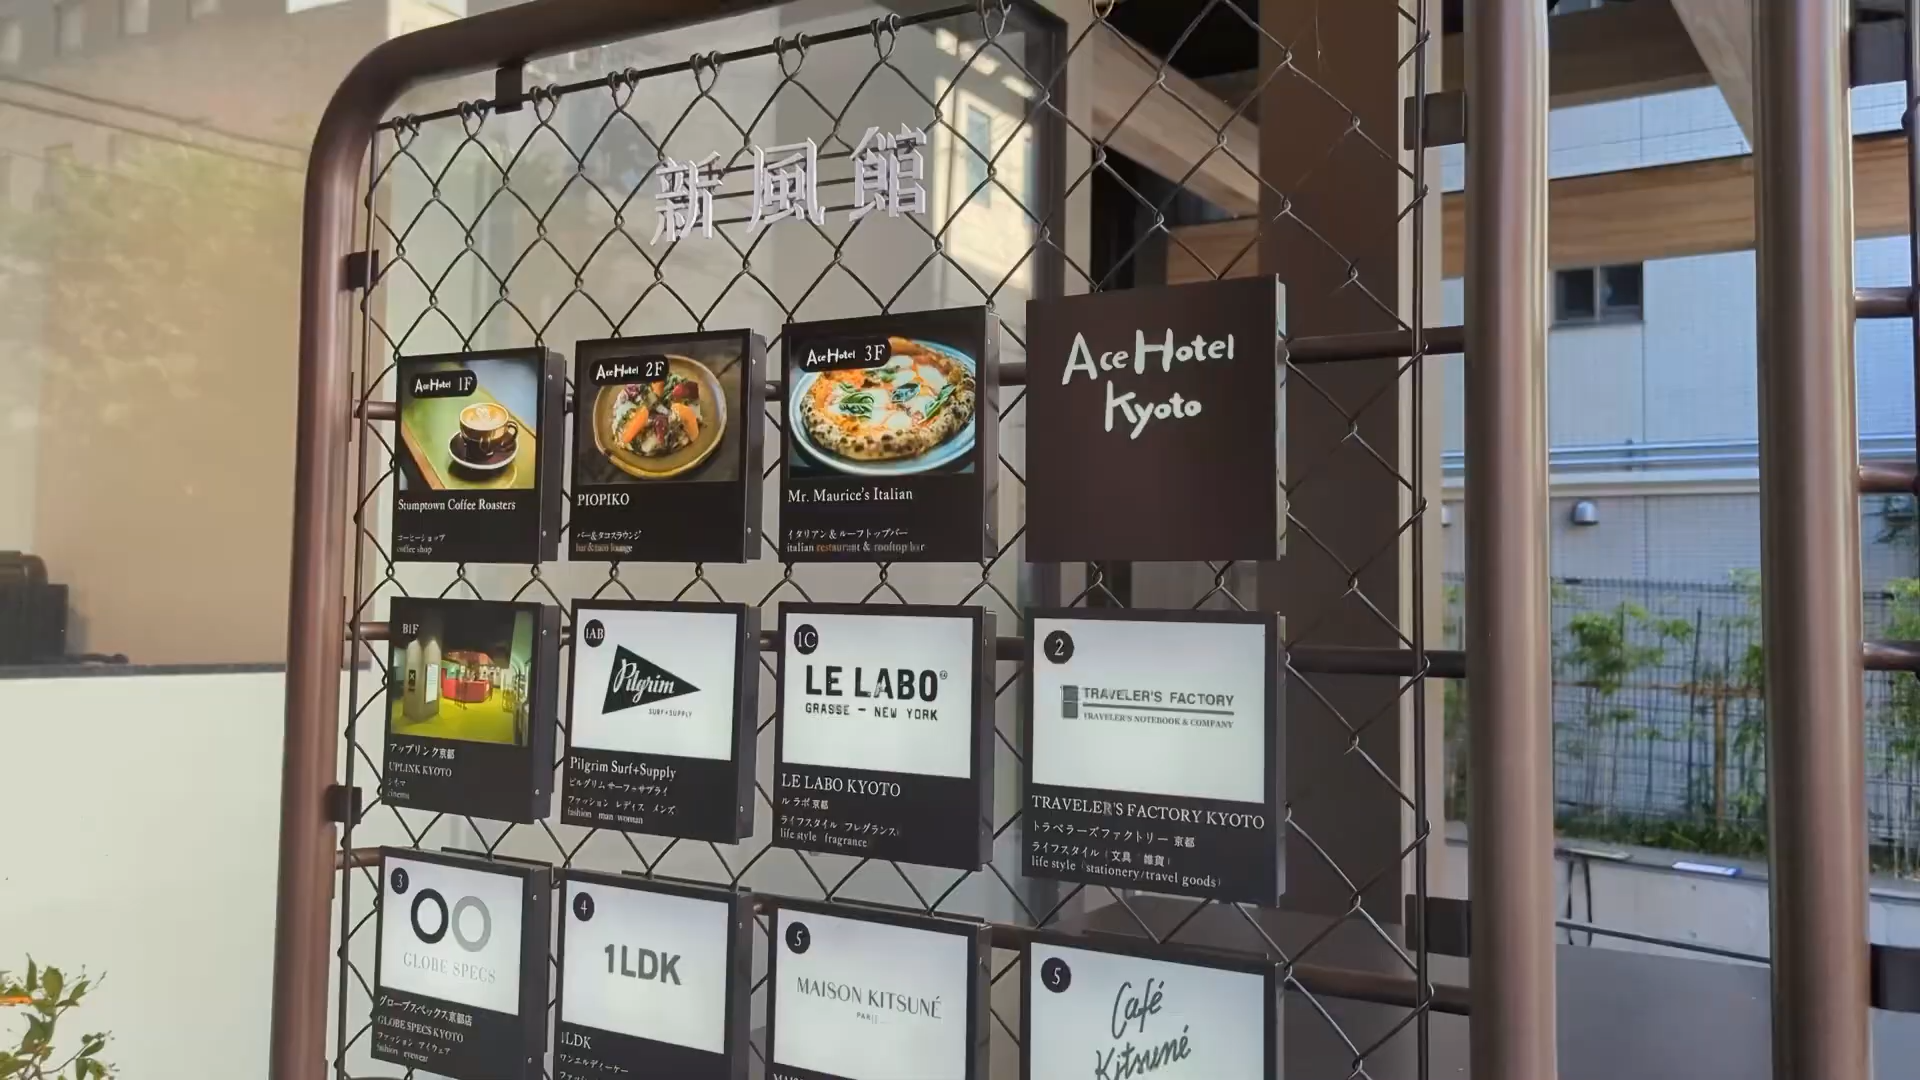 新風館
AceHotel 1F
Stumptown Coffee Roasters
コーヒーショップ
coffee shop
AceHotel 2F
PIOPIKO
バー&タコスラウンジ
bar & taco lounge
AceHotel 3F
Mr. Maurice's Italian
イタリアン&ルーフトップバー
italian restaurant & rooftop bar
Ace Hotel
Kyoto
B1F
アップリンク京都
UPLINK KYOTO
シネマ
cinema
1AB
Pilgrim
SURF+SUPPLY
Pilgrim Surf+Supply
ピルグリム サーフ+サプライ
ファッション レディス メンズ
fashion man woman
1C
LE LABO
GRASSE — NEW YORK
LE LABO KYOTO
ル ラボ 京都
ライフスタイル フレグランス
life style fragrance
2
TRAVELER'S FACTORY
TRAVELER'S NOTEBOOK & COMPANY
TRAVELER'S FACTORY KYOTO
トラベラーズファクトリー 京都
ライフスタイル（文具 雑貨）
life style (stationery/travel goods)
3
GLOBE SPECS
グローブスペックス京都店
GLOBE SPECS KYOTO
ファッション アイウェア
fashion eyewear
4
1LDK
1LDK
ワンエルディーケー
5
MAISON KITSUNÉ
PARIS
5
Café
Kitsuné